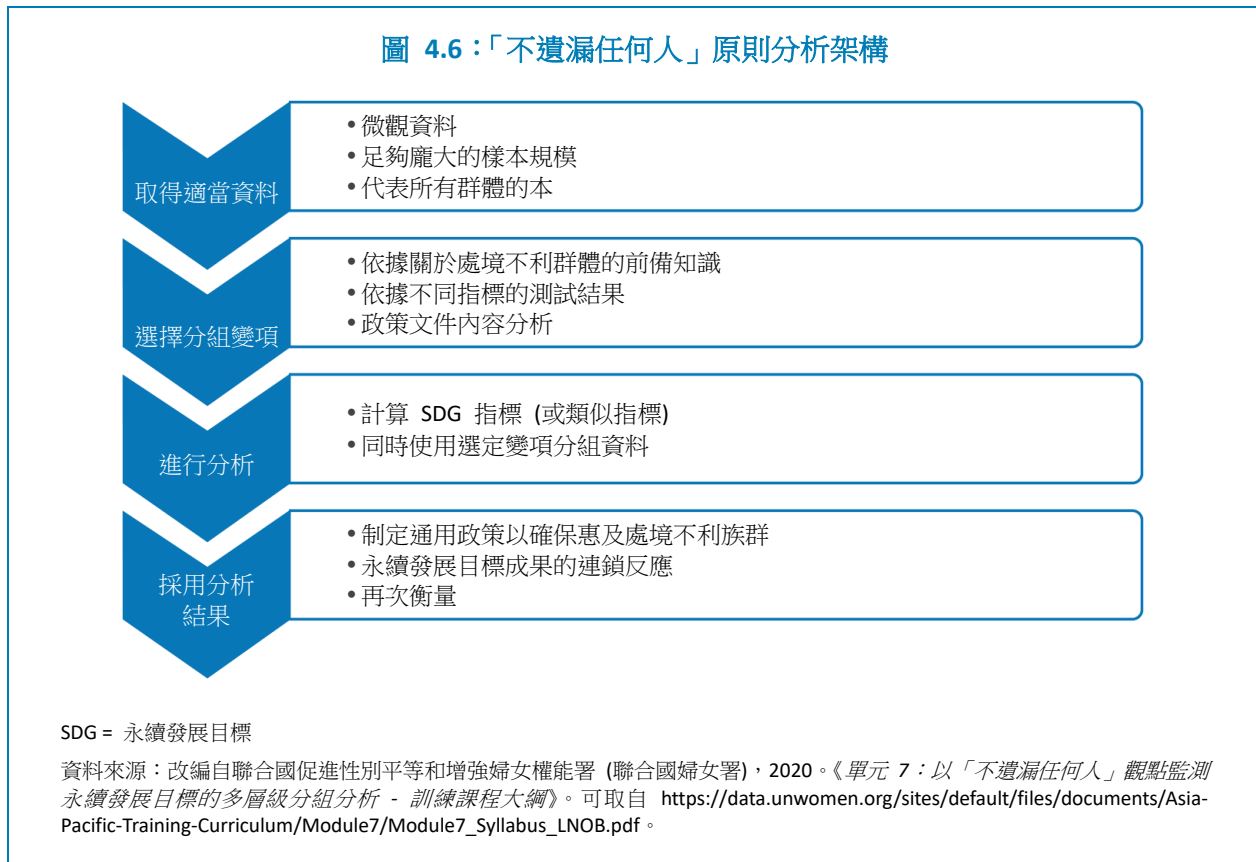 圖 4.6：「不遺漏任何人」原則分析架構
取得適當資料
•微觀資料
•足夠龐大的樣本規模
•代表所有群體的本
選擇分組變項
•依據關於處境不利群體的前備知識
•依據不同指標的測試結果
•政策文件內容分析
進行分析
•計算 SDG 指標 (或類似指標)
•同時使用選定變項分組資料
採用分析
結果
•制定通用政策以確保惠及處境不利族群
•永續發展目標成果的連鎖反應
•再次衡量
SDG = 永續發展目標
資料來源：改編自聯合國促進性別平等和增強婦女權能署 (聯合國婦女署)，2020。《單元 7：以「不遺漏任何人」觀點監測
永續發展目標的多層級分組分析 - 訓練課程大綱》。可取自 https://data.unwomen.org/sites/default/files/documents/Asia-
Pacific-Training-Curriculum/Module7/Module7_Syllabus_LNOB.pdf。